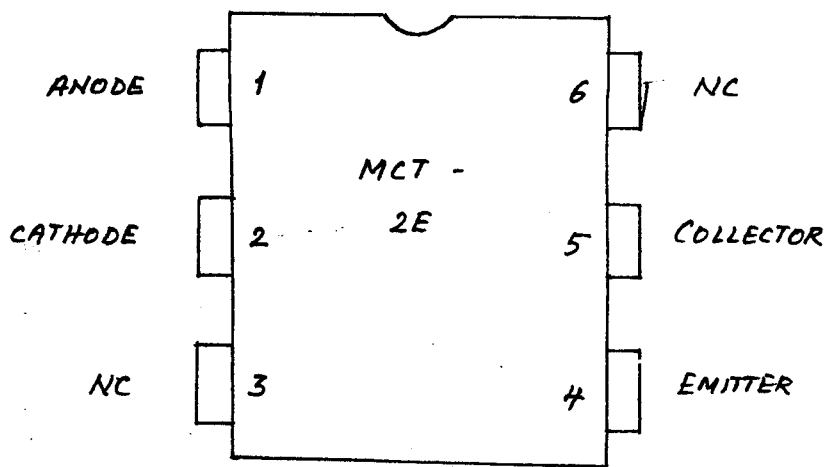 ANODE 1 6 NC
MCT -
2E
CATHODE 2 5 COLLECTOR
NC 3 4 EMITTER